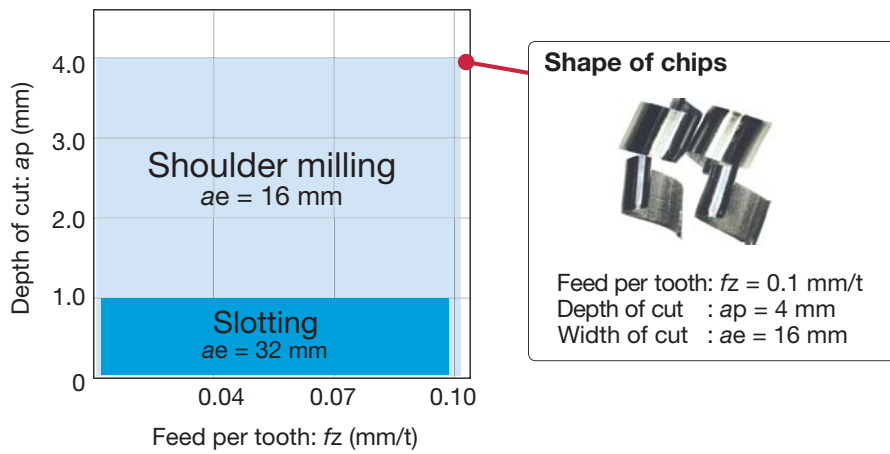 Depth of cut: ap (mm)
4.0
3.0
2.0
1.0
0
Shoulder milling
ae = 16 mm
Slotting
ae = 32 mm
0.04
0.07
0.10
Feed per tooth: fz (mm/t)
Shape of chips
Feed per tooth: fz = 0.1 mm/t
Depth of cut : ap = 4 mm
Width of cut : ae = 16 mm